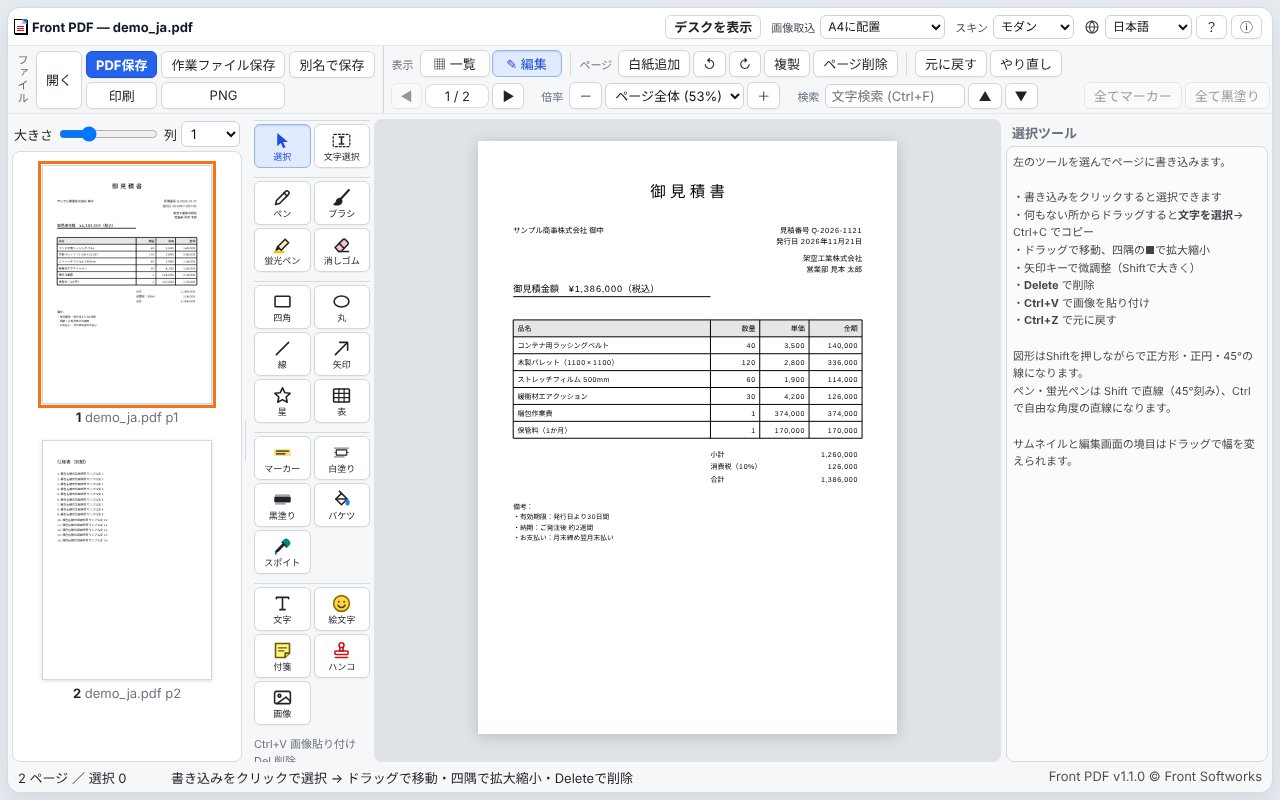 Front PDF — demo_ja.pdf
デスクを表示
画像取込 A4に配置
スキン モダン
日本語
?
ⓘ
ファイル
開く
PDF保存
作業ファイル保存
別名で保存
印刷
PNG
表示
一覧
編集
ページ
白紙追加
複製
ページ削除
元に戻す
やり直し
1 / 2
倍率
−
ページ全体 (53%)
+
検索
文字検索 (Ctrl+F)
全てマーカー
全て黒塗り
大きさ
列 1
1 demo_ja.pdf p1
2 demo_ja.pdf p2
選択
文字選択
ペン
ブラシ
蛍光ペン
消しゴム
四角
丸
線
矢印
星
表
マーカー
白塗り
黒塗り
バケツ
スポイト
文字
絵文字
付箋
ハンコ
画像
Ctrl+V 画像貼り付け
Del 削除
御見積書
サンプル商事株式会社 御中
見積番号 Q-2026-1121
発行日 2026年11月21日
架空工業株式会社
営業部 見本 太郎
御見積金額 ¥1,386,000（税込）
品名 数量 単価 金額
コンテナ用ラッシングベルト 40 3,500 140,000
木製パレット（1100×1100） 120 2,800 336,000
ストレッチフィルム 500mm 60 1,900 114,000
緩衝材エアクッション 30 4,200 126,000
梱包作業費 1 374,000 374,000
保管料（1か月） 1 170,000 170,000
小計 1,260,000
消費税（10%） 126,000
合計 1,386,000
備考：
・有効期限：発行日より30日間
・納期：ご発注後 約2週間
・お支払い：月末締め翌月末払い
選択ツール
左のツールを選んでページに書き込みます。
・書き込みをクリックすると選択できます
・何もない所からドラッグすると文字を選択→
Ctrl+C でコピー
・ドラッグで移動、四隅の■で拡大縮小
・矢印キーで微調整（Shiftで大きく）
・Delete で削除
・Ctrl+V で画像を貼り付け
・Ctrl+Z で元に戻す
図形はShiftを押しながらで正方形・正円・45°の
線になります。
ペン・蛍光ペンは Shift で直線（45°刻み）、Ctrl
で自由な角度の直線になります。
サムネイルと編集画面の境目はドラッグで幅を変
えられます。
2 ページ ／ 選択 0
書き込みをクリックで選択 → ドラッグで移動・四隅で拡大縮小・Deleteで削除
Front PDF v1.1.0 © Front Softworks